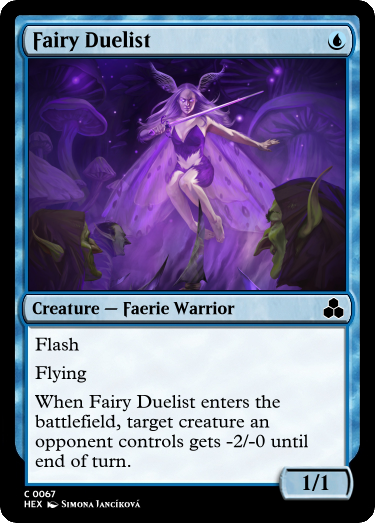 Fairy Duelist
Creature — Faerie Warrior
Flash
Flying
When Fairy Duelist enters the
battlefield, target creature an
opponent controls gets -2/-0 until
end of turn.
1/1
C 0067
HEX Simona Jancíková